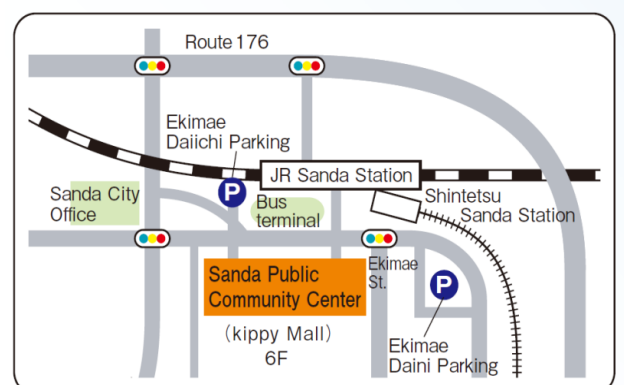 Route 176
Ekimae
Daiichi Parking
P
JR Sanda Station
Sanda City
Office
Bus
terminal
Shintetsu
Sanda Station
Sanda Public
Community Center
(kippy Mall)
6F
Ekimae
St.
P
Ekimae
Daini Parking